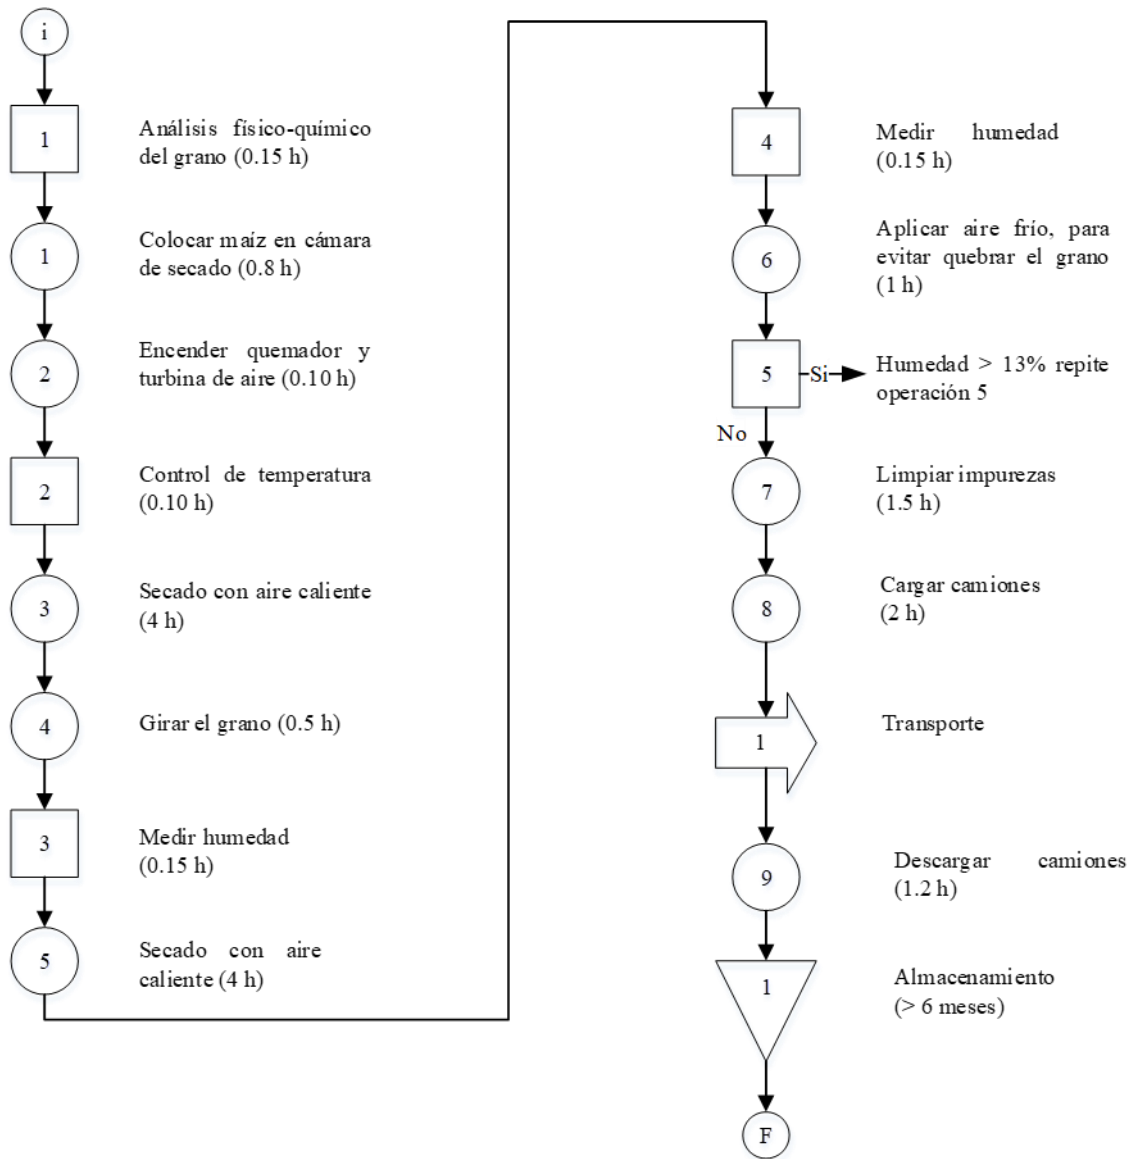 i
1
Análisis físico-químico
del grano (0.15 h)
1
Colocar maíz en cámara
de secado (0.8 h)
2
Encender quemador y
turbina de aire (0.10 h)
2
Control de temperatura
(0.10 h)
3
Secado con aire caliente
(4 h)
4
Girar el grano (0.5 h)
3
Medir humedad
(0.15 h)
5
Secado con aire
caliente (4 h)
4
Medir humedad
(0.15 h)
6
Aplicar aire frío, para
evitar quebrar el grano
(1 h)
5
Si
Humedad > 13% repite
operación 5
No
7
Limpiar impurezas
(1.5 h)
8
Cargar camiones
(2 h)
1
Transporte
9
Descargar camiones
(1.2 h)
1
Almacenamiento
(> 6 meses)
F